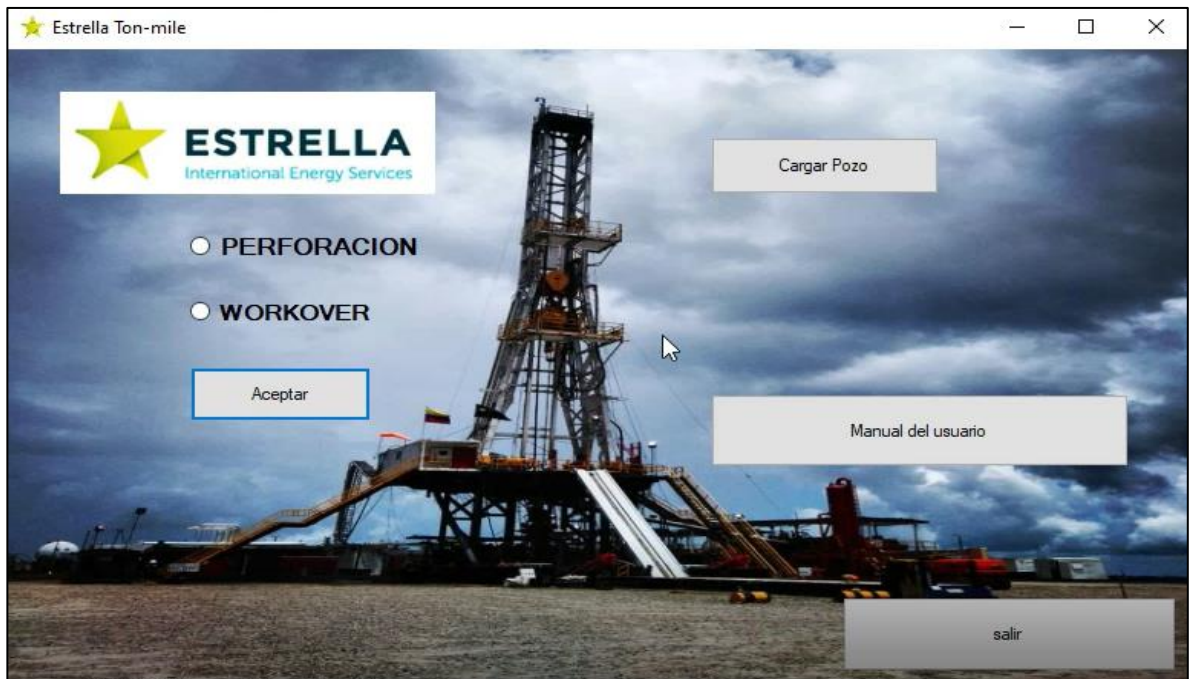 Estrella Ton-mile
ESTRELLA
International Energy Services
Cargar Pozo
PERFORACION
WORKOVER
Aceptar
Manual del usuario
salir